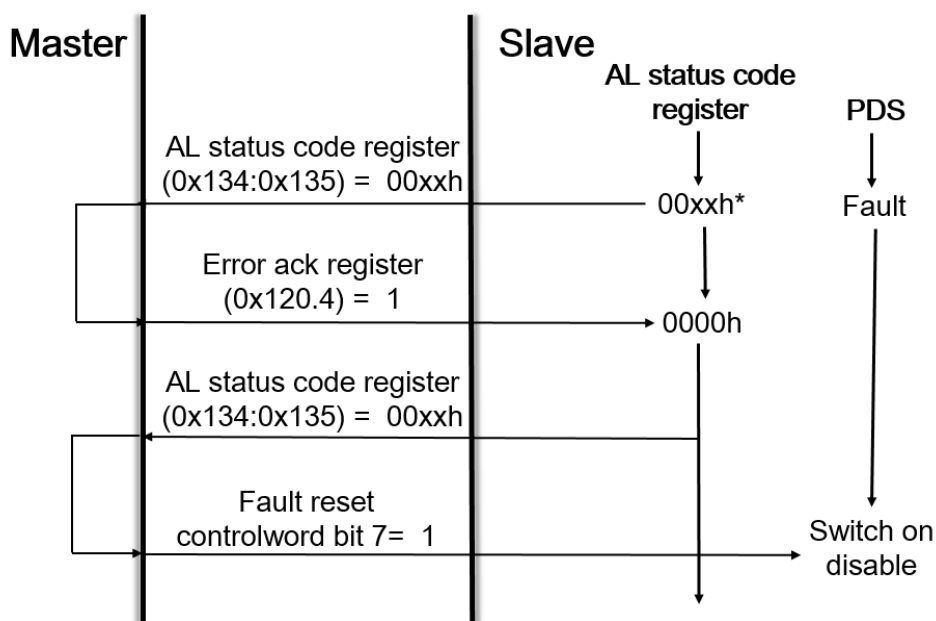 Master
Slave
AL status code
register
PDS
AL status code register
(0x134:0x135) = 00xxh
00xxh*
Fault
Error ack register
(0x120.4) = 1
0000h
AL status code register
(0x134:0x135) = 00xxh
Fault reset
controlword bit 7= 1
Switch on
disable